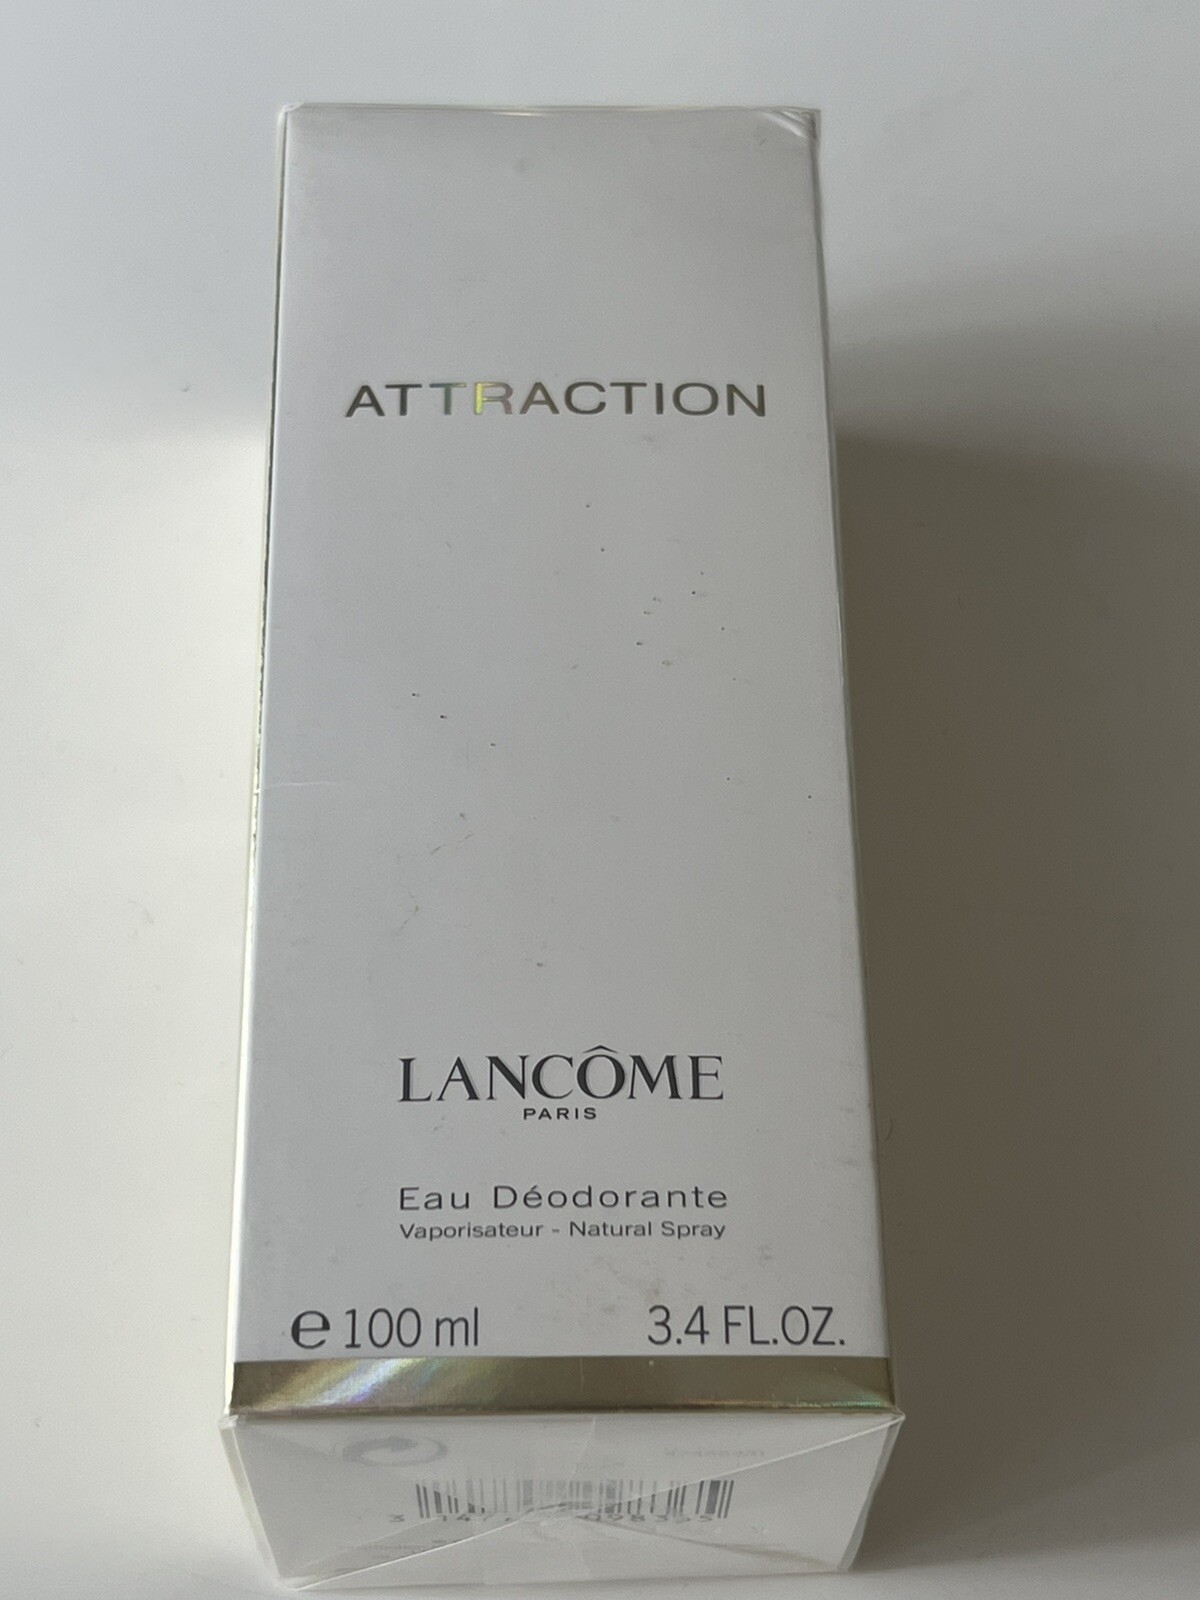 ATTRACTION
LANCÔME
PARIS
Eau Déodorante
Vaporisateur - Natural Spray
℮ 100 ml 3.4 FL.OZ.